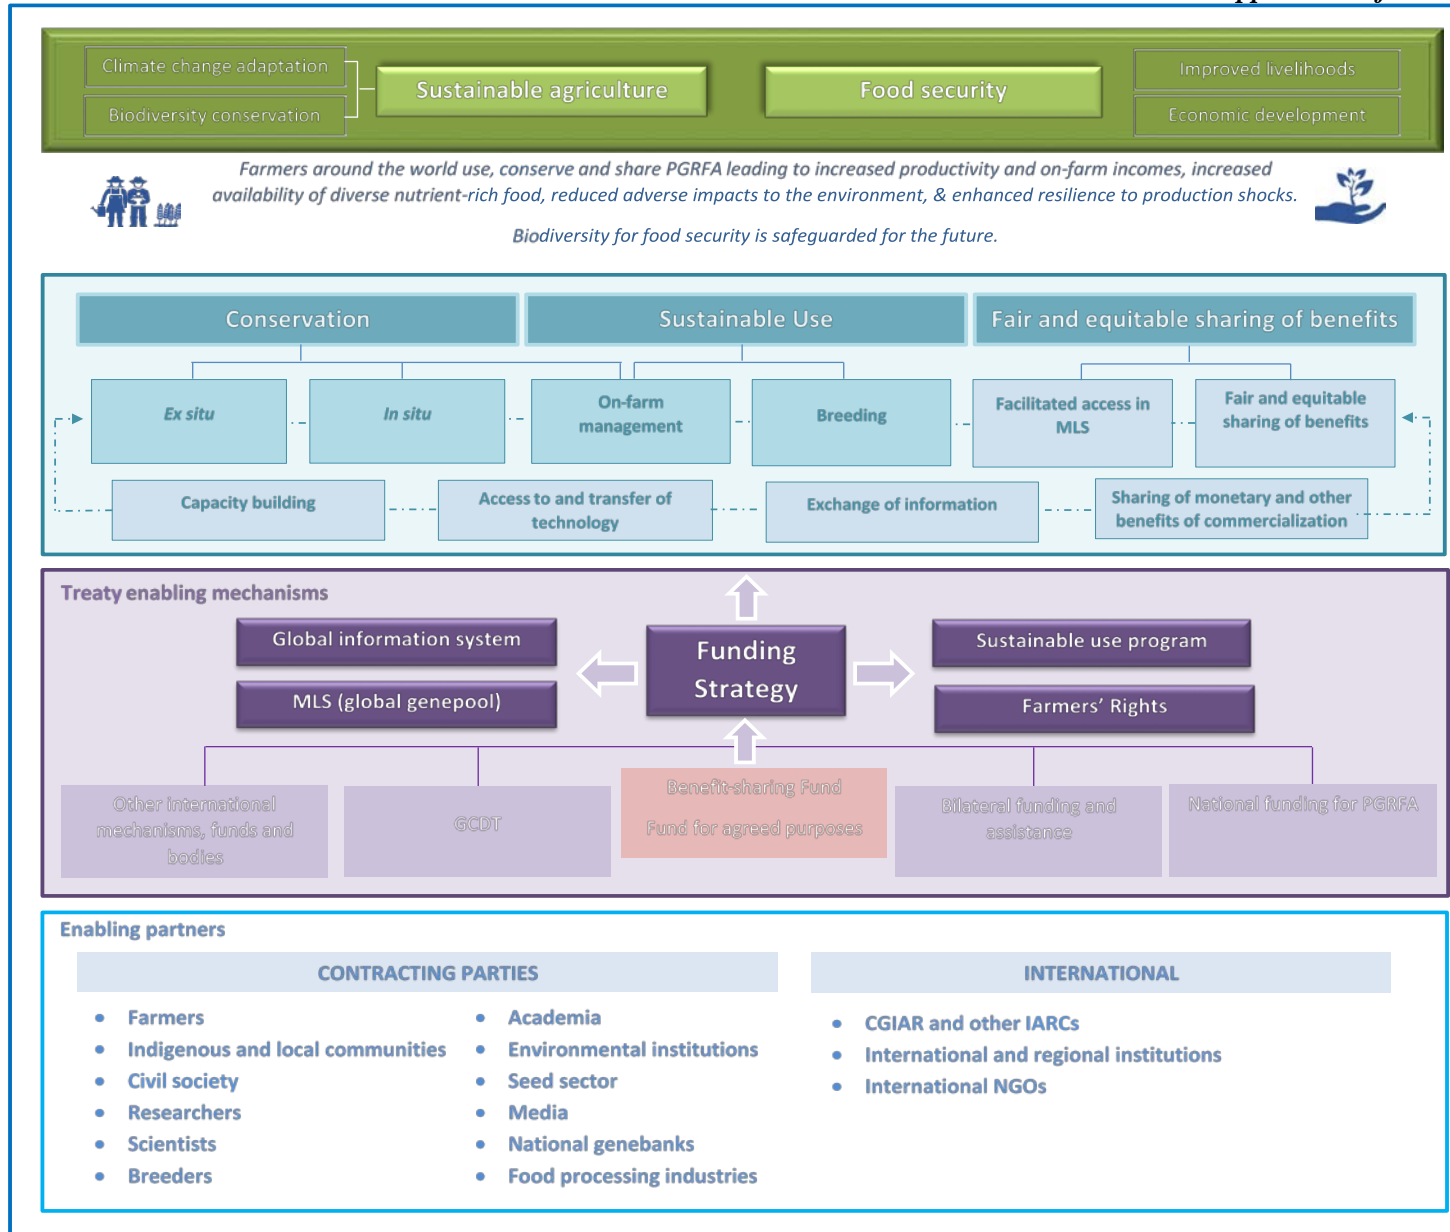 Climate change adaptation
Biodiversity conservation
Sustainable agriculture
Food security
Improved livelihoods
Economic development
Farmers around the world use, conserve and share PGRFA leading to increased productivity and on-farm incomes, increased
availability of diverse nutrient-rich food, reduced adverse impacts to the environment, & enhanced resilience to production shocks.
Biodiversity for food security is safeguarded for the future.
Conservation
Sustainable Use
Fair and equitable sharing of benefits
Ex situ
In situ
On-farm
management
Breeding
Facilitated access in
MLS
Fair and equitable
sharing of benefits
Capacity building
Access to and transfer of
technology
Exchange of information
Sharing of monetary and other
benefits of commercialization
Treaty enabling mechanisms
Global information system
MLS (global genepool)
Funding
Strategy
Sustainable use program
Farmers' Rights
Other international
mechanisms, funds and
bodies
GCDT
Benefit-sharing Fund
Fund for agreed purposes
Bilateral funding and
assistance
National funding for PGRFA
Enabling partners
CONTRACTING PARTIES
• Farmers
• Indigenous and local communities
• Civil society
• Researchers
• Scientists
• Breeders
• Academia
• Environmental institutions
• Seed sector
• Media
• National genebanks
• Food processing industries
INTERNATIONAL
• CGIAR and other IARCs
• International and regional institutions
• International NGOs